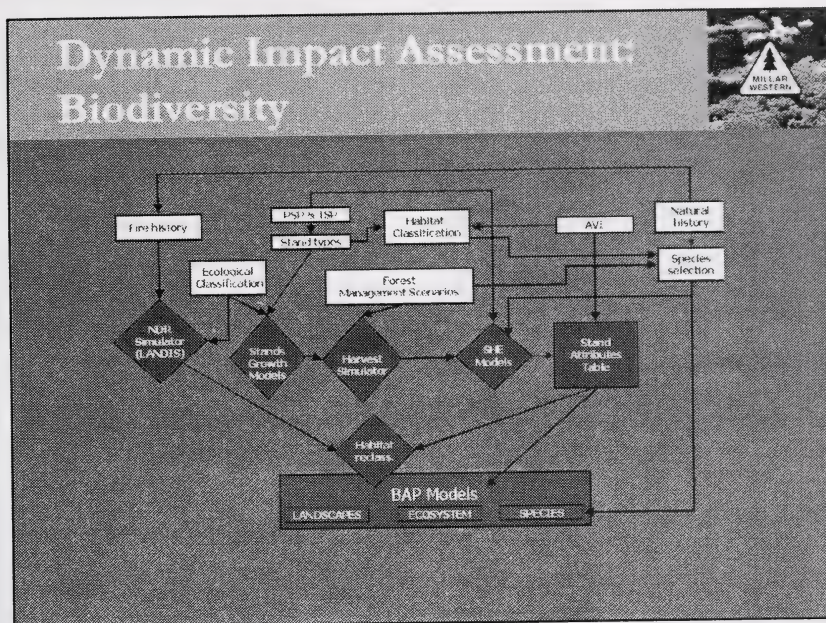 Dynamic Impact Assessment:
Biodiversity
MILLAR
WESTERN
Fire history
PSP & TSP
Stand types
Habitat
Classification
AVI
Natural
history
Ecological
Classification
Forest
Management Scenarios
Species
selection
NDR
Simulator
(LANDIS)
Stands
Growth
Models
Harvest
Simulator
SHE
Models
Stand
Attributes
Table
Habitat
reclass.
BAP Models
LANDSCAPES
ECOSYSTEM
SPECIES